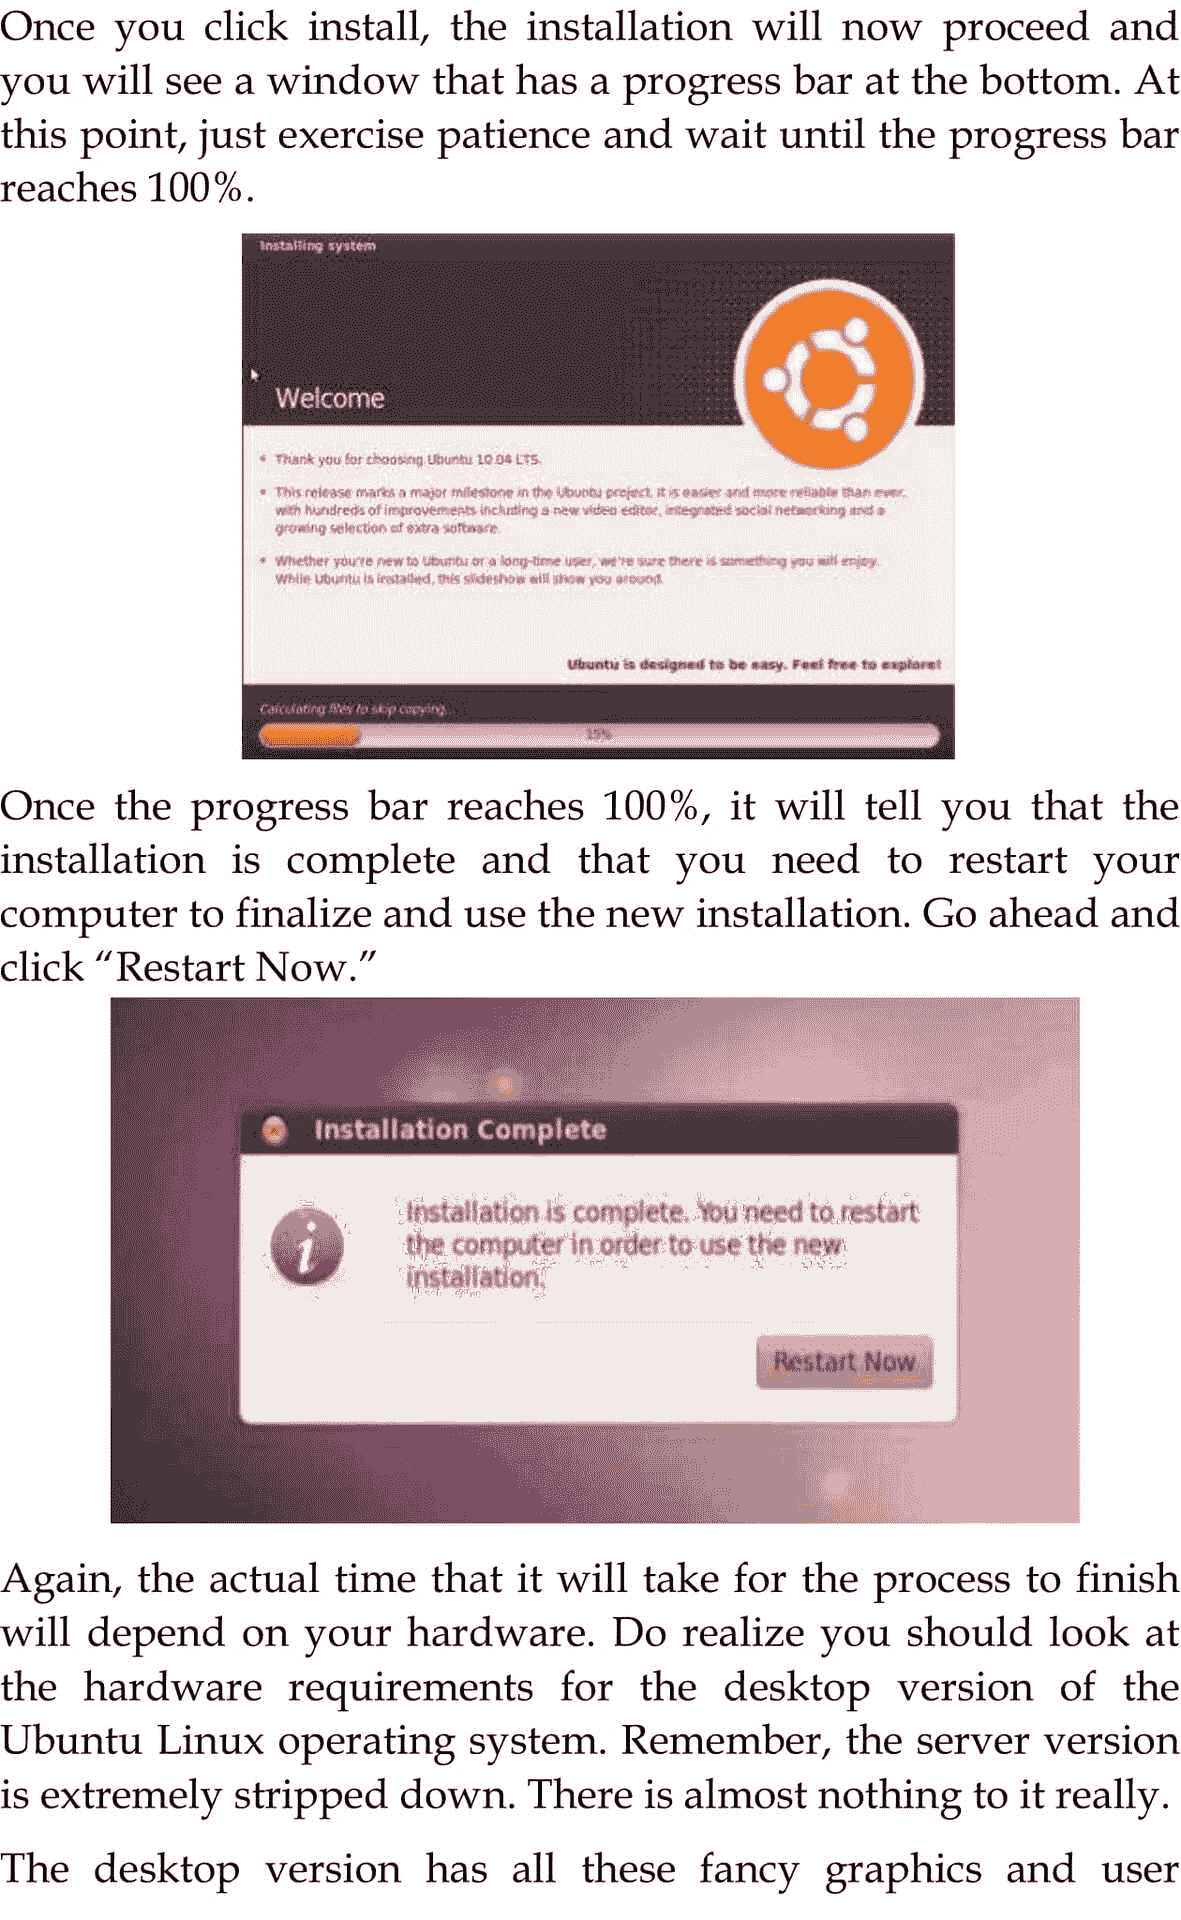 Once you click install, the installation will now proceed and
you will see a window that has a progress bar at the bottom. At
this point, just exercise patience and wait until the progress bar
reaches 100%.
Installing system
Welcome
Thank you for choosing Ubuntu 10.04 LTS.
This release marks a major milestone in the Ubuntu project. It is easier and more reliable than ever,
with hundreds of improvements including a new video editor, integrated social networking and a
growing selection of extra software.
Whether you're new to Ubuntu or a long-time user, we're sure there is something you will enjoy.
While Ubuntu is installed, this slideshow will show you around.
Ubuntu is designed to be easy. Feel free to explore!
Calculating files to skip copying...
15%
Once the progress bar reaches 100%, it will tell you that the
installation is complete and that you need to restart your
computer to finalize and use the new installation. Go ahead and
click “Restart Now.”
Installation Complete
Installation is complete. You need to restart
the computer in order to use the new
installation.
Restart Now
Again, the actual time that it will take for the process to finish
will depend on your hardware. Do realize you should look at
the hardware requirements for the desktop version of the
Ubuntu Linux operating system. Remember, the server version
is extremely stripped down. There is almost nothing to it really.
The desktop version has all these fancy graphics and user